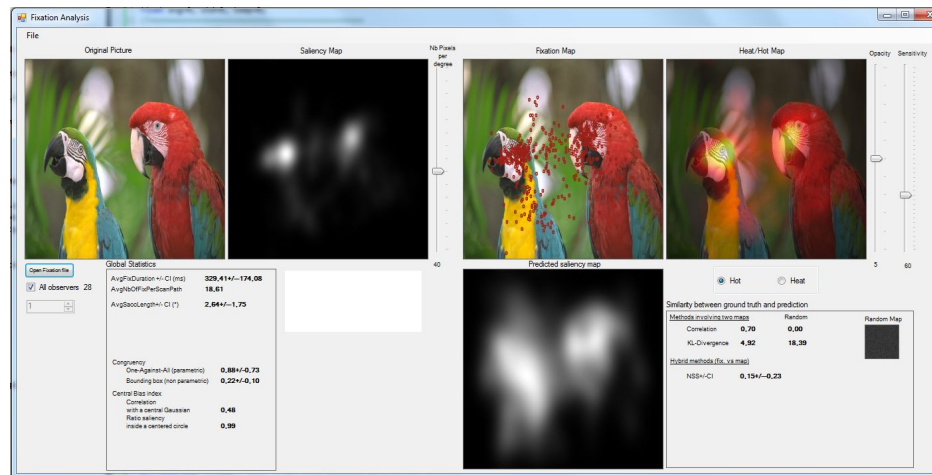 Fixation Analysis
File
Original Picture
Saliency Map
Nb Pixels
per
degree
Fixation Map
Heat/Hot Map
Opacity
Sensitivity
40
5
60
Open Fixation file
All observers 28
1
Global Statistics
AvgFixDuration +/- CI (ms) 329,41+/--174,08
AvgNbOfFixPerScanPath 18,61
AvgSaccLength+/- CI (°) 2,64+/--1,75
Congruency
One-Against-All (parametric) 0,88+/-0,73
Bounding box (non parametric) 0,22+/-0,10
Central Bias index
Correlation
with a central Gaussian 0,48
Ratio saliency
inside a centered circle 0,99
Predicted saliency map
Hot
Heat
Similarity between ground truth and prediction
Methods involving two maps Random
Correlation 0,70 0,00
KL-Divergence 4,92 18,39
Hybrid methods (fix. vs map)
NSS+/-CI 0,15+/--0,23
Random Map